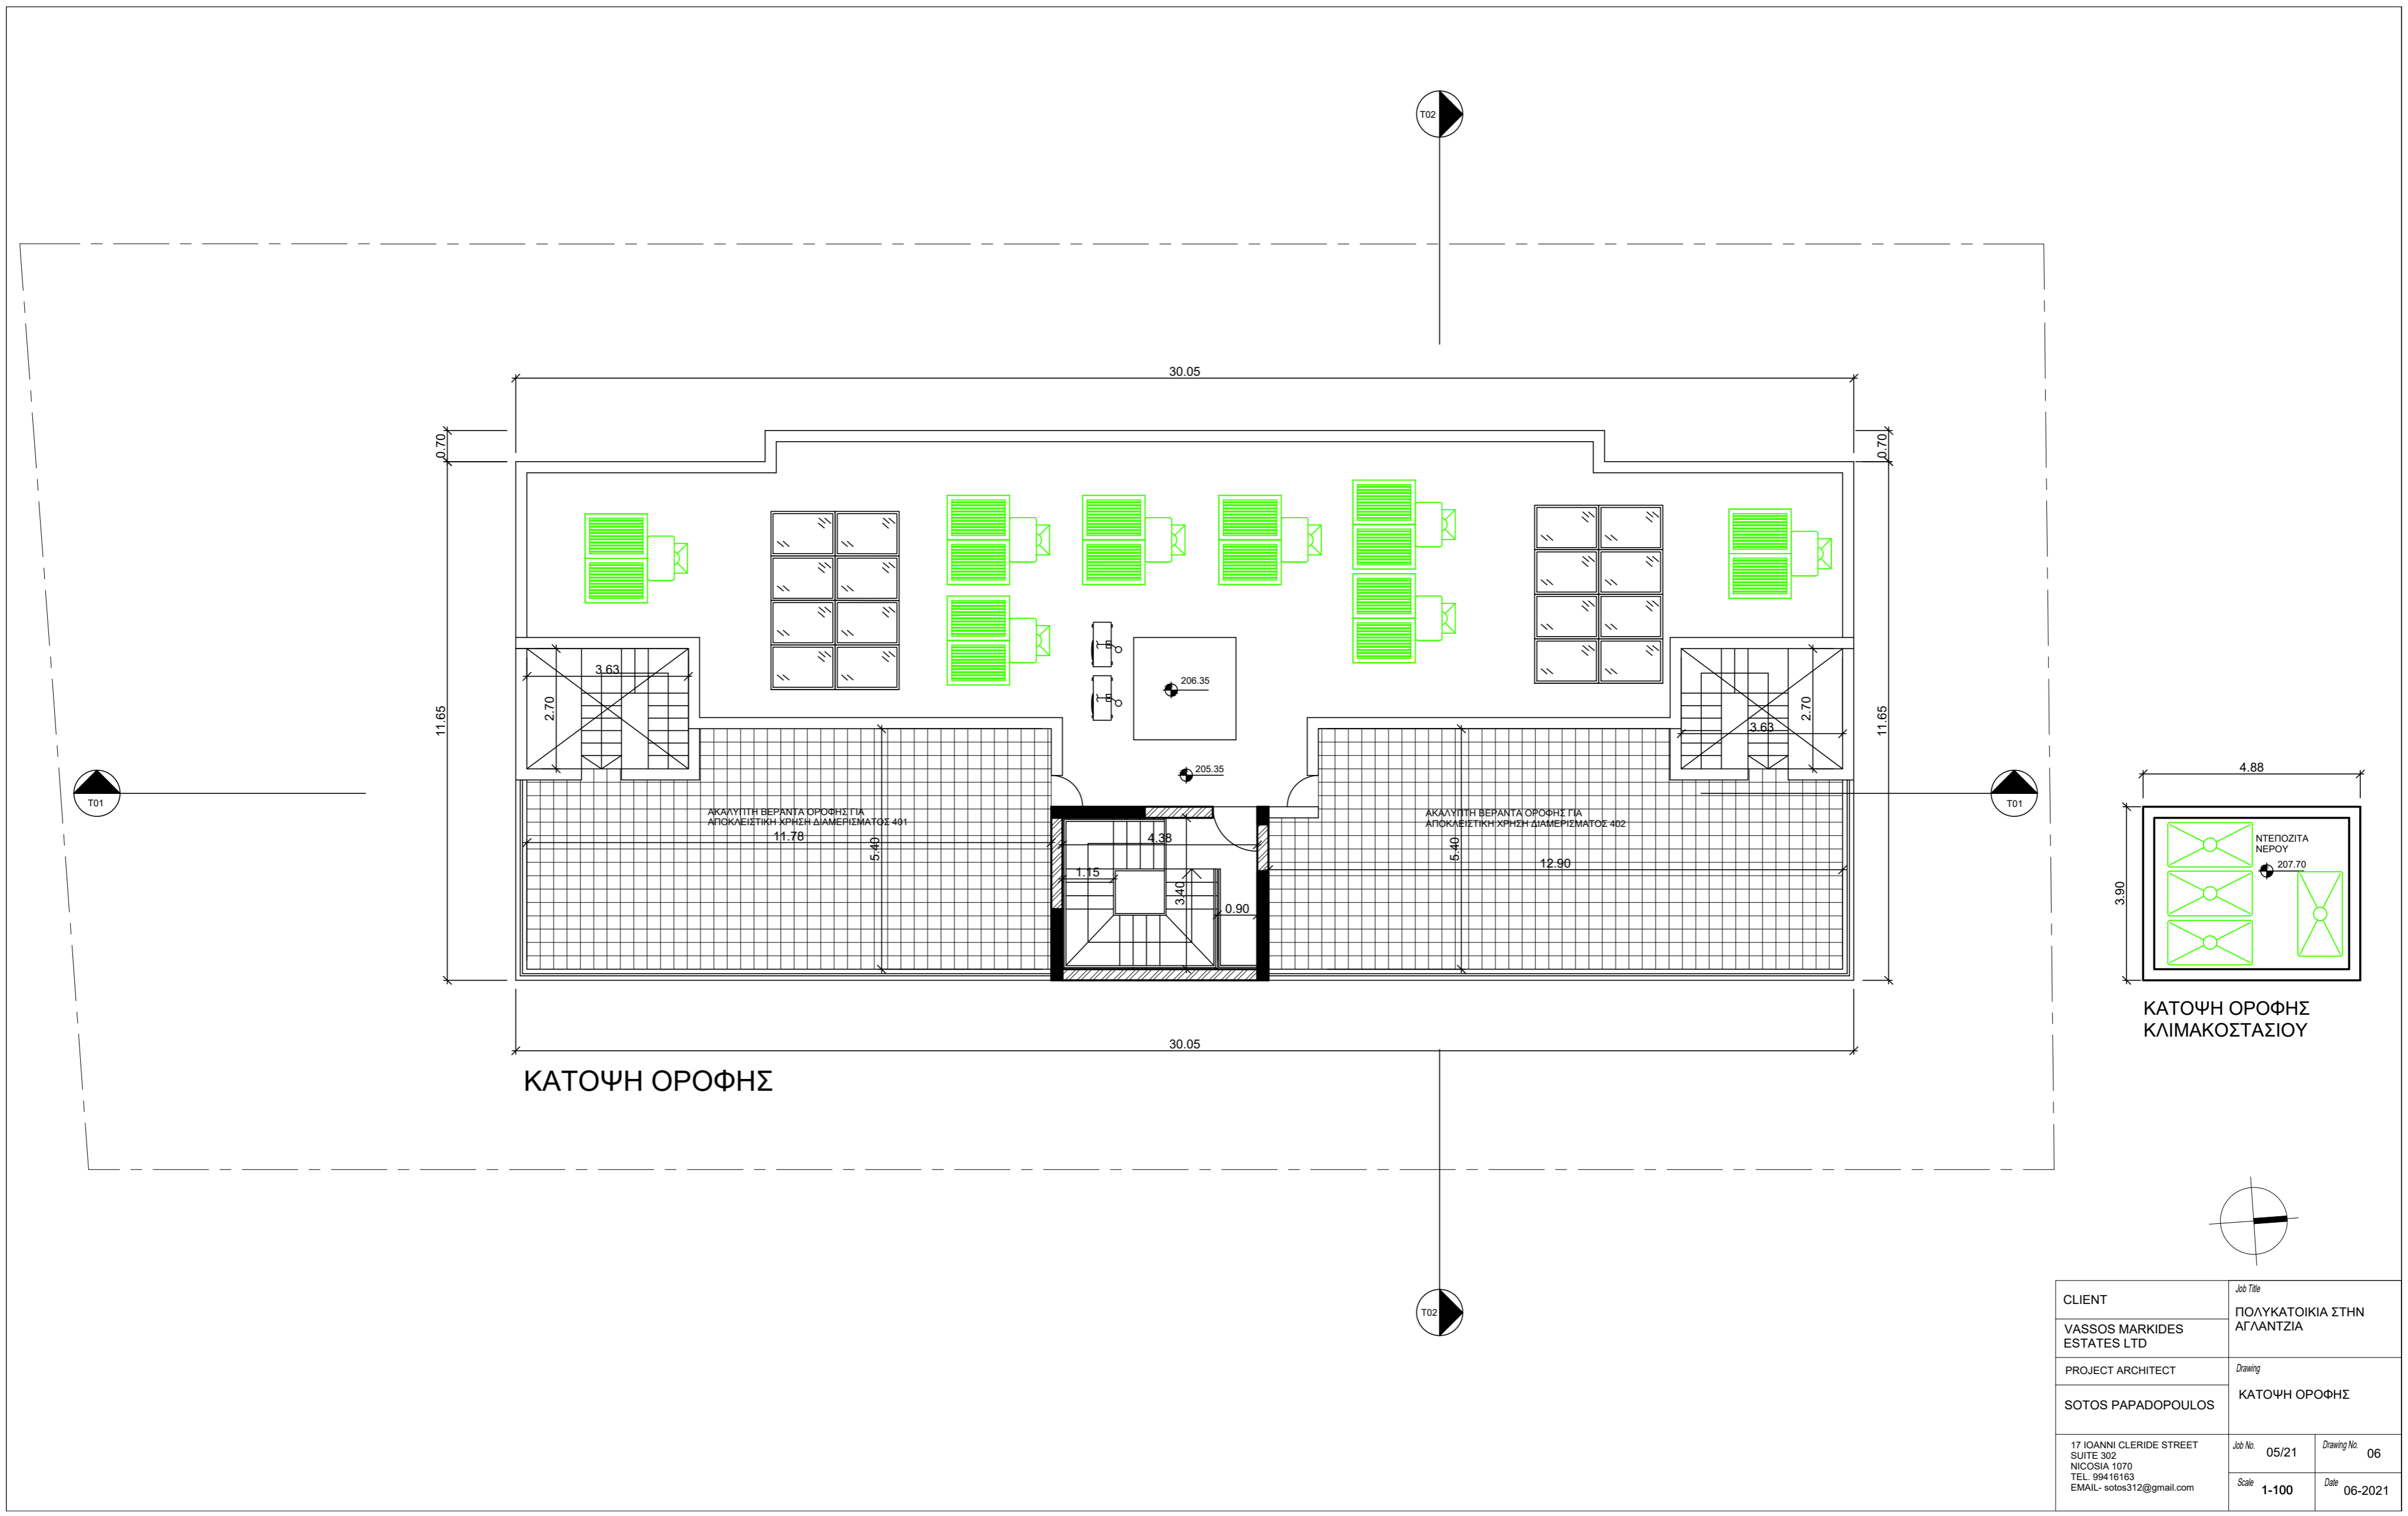 T02
30.05
0.70
0.70
3.63
2.70
206.35
2.70
3.63
11.65
11.65
205.35
T01
T01
ΑΚΑΛΥΠΤΗ ΒΕΡΑΝΤΑ ΟΡΟΦΗΣ ΓΙΑ
ΑΠΟΚΛΕΙΣΤΙΚΗ ΧΡΗΣΗ ΔΙΑΜΕΡΙΣΜΑΤΟΣ 401
11.78
5.40
4.38
1.15
3.40
0.90
ΑΚΑΛΥΠΤΗ ΒΕΡΑΝΤΑ ΟΡΟΦΗΣ ΓΙΑ
ΑΠΟΚΛΕΙΣΤΙΚΗ ΧΡΗΣΗ ΔΙΑΜΕΡΙΣΜΑΤΟΣ 402
5.40
12.90
30.05
ΚΑΤΟΨΗ ΟΡΟΦΗΣ
T02
4.88
3.90
ΝΤΕΠΟΖΙΤΑ
ΝΕΡΟΥ
207.70
ΚΑΤΟΨΗ ΟΡΟΦΗΣ
ΚΛΙΜΑΚΟΣΤΑΣΙΟΥ
CLIENT
VASSOS MARKIDES
ESTATES LTD
PROJECT ARCHITECT
SOTOS PAPADOPOULOS
17 IOANNI CLERIDE STREET
SUITE 302
NICOSIA 1070
TEL. 99416163
EMAIL- sotos312@gmail.com
Job Title
ΠΟΛΥΚΑΤΟΙΚΙΑ ΣΤΗΝ
ΑΓΛΑΝΤΖΙΑ
Drawing
ΚΑΤΟΨΗ ΟΡΟΦΗΣ
Job No. 05/21
Drawing No. 06
Scale 1-100
Date 06-2021